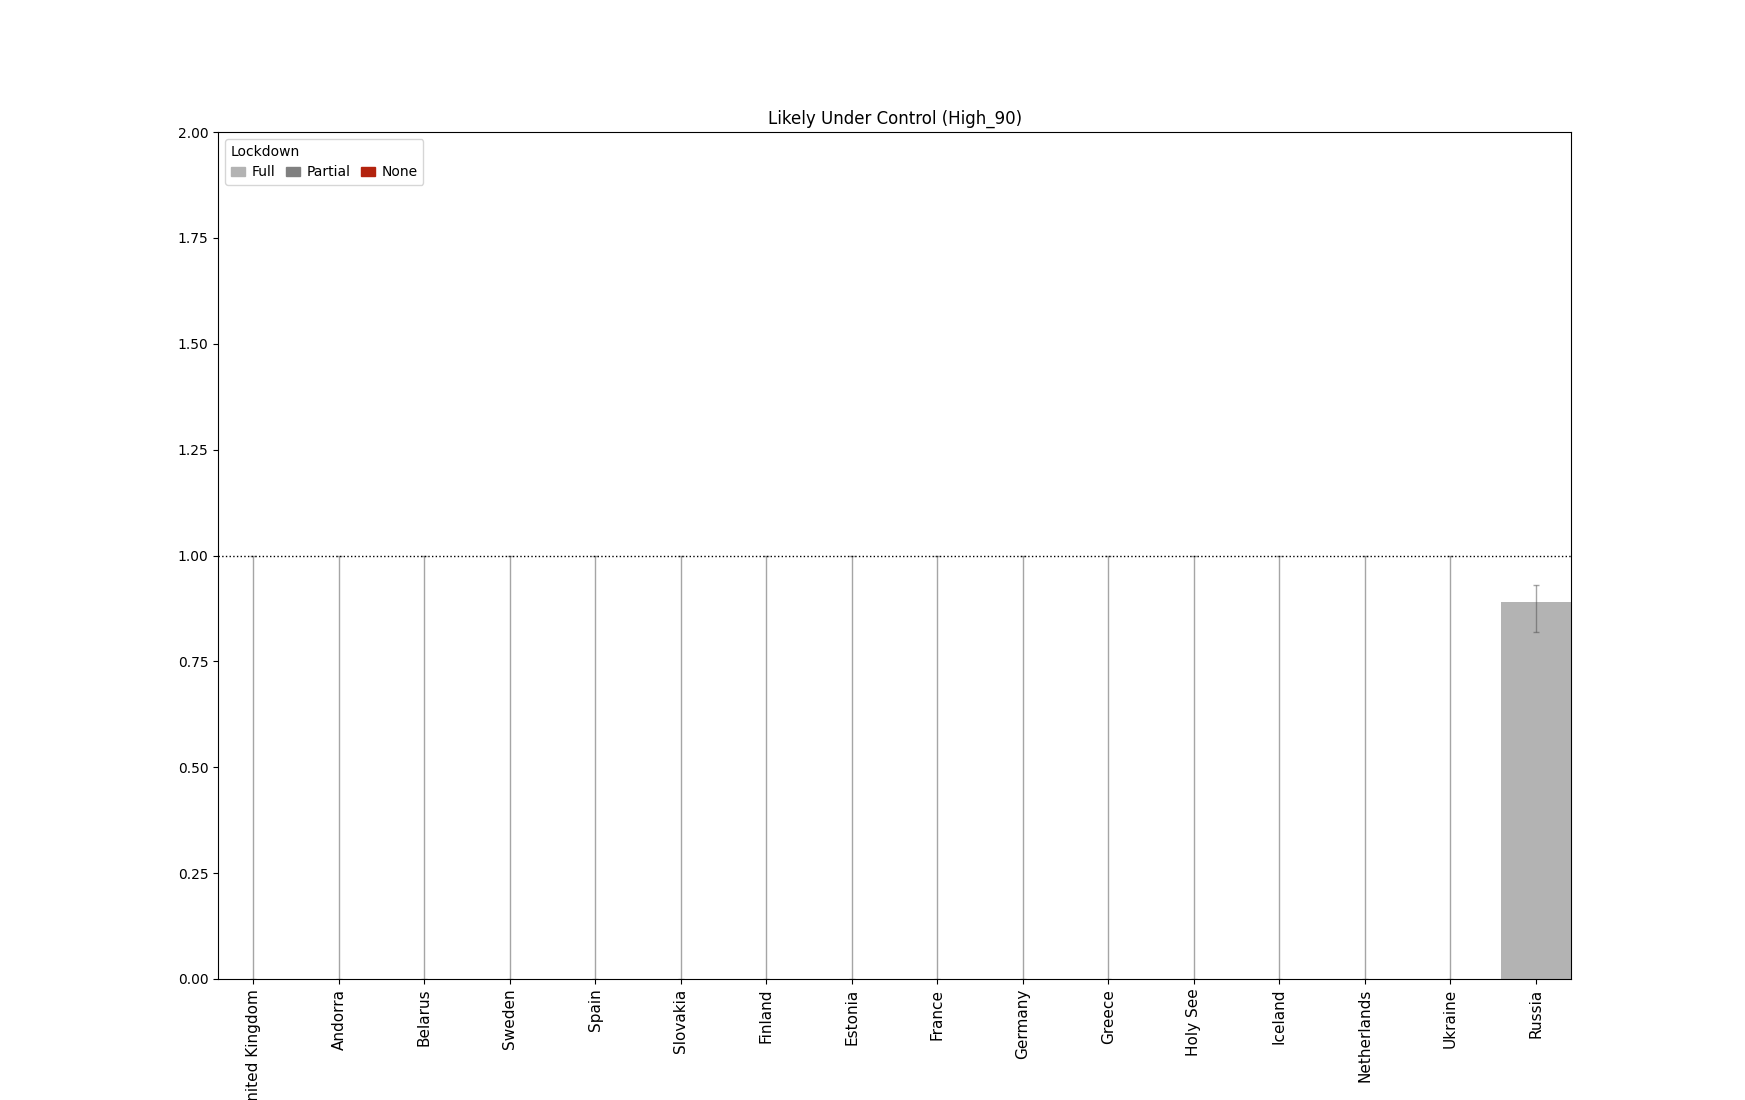 Likely Under Control (High_90)
Lockdown
Full Partial None
2.00
1.75
1.50
1.25
1.00
0.75
0.50
0.25
0.00
nited Kingdom
Andorra
Belarus
Sweden
Spain
Slovakia
Finland
Estonia
France
Germany
Greece
Holy See
Iceland
Netherlands
Ukraine
Russia